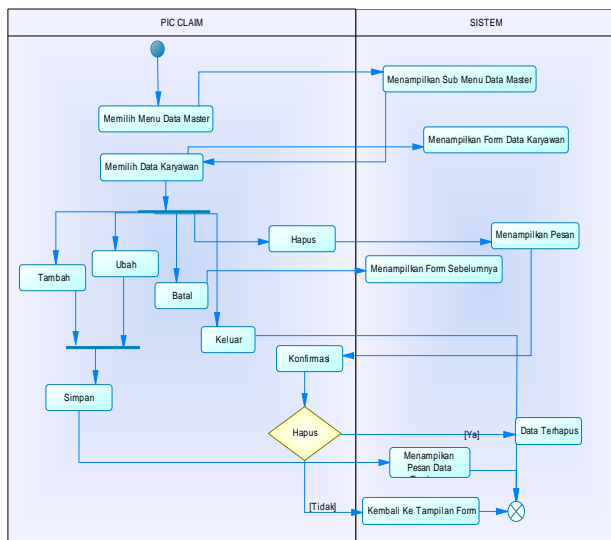 PIC CLAIM
SISTEM
Menampilkan Sub Menu Data Master
Memilih Menu Data Master
Menampilkan Form Data Karyawan
Memilih Data Karyawan
Hapus
Menampilkan Pesan
Ubah
Tambah
Batal
Menampilkan Form Sebelumnya
Keluar
Konfirmasi
Simpan
Hapus
[Ya]
Data Terhapus
Menampilkan
Pesan Data
[Tidak]
Kembali Ke Tampilan Form